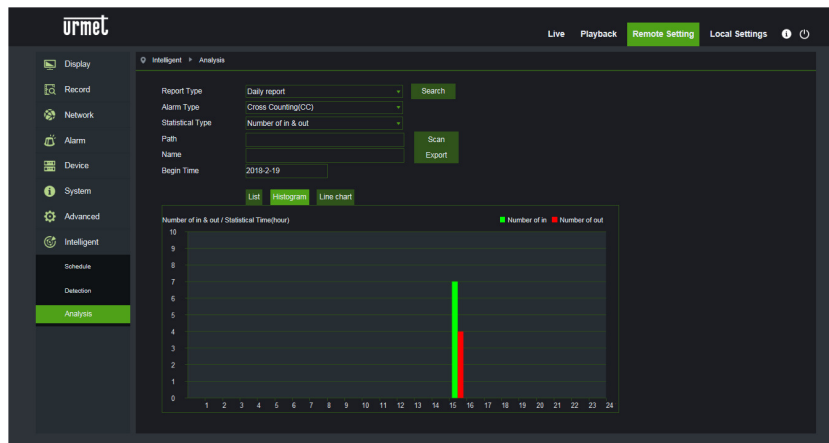 urmet
Live Playback Remote Setting Local Settings
Display
Record
Network
Alarm
Device
System
Advanced
Intelligent
Schedule
Detection
Analysis
Intelligent Analysis
Report Type Daily report Search
Alarm Type Cross Counting(CC)
Statistical Type Number of in & out
Path Scan
Name Export
Begin Time 2018-2-19
List Histogram Line chart
Number of in & out / Statistical Time(hour) Number of in Number of out
10
9
8
7
6
5
4
3
2
1
0
1 2 3 4 5 6 7 8 9 10 11 12 13 14 15 16 17 18 19 20 21 22 23 24